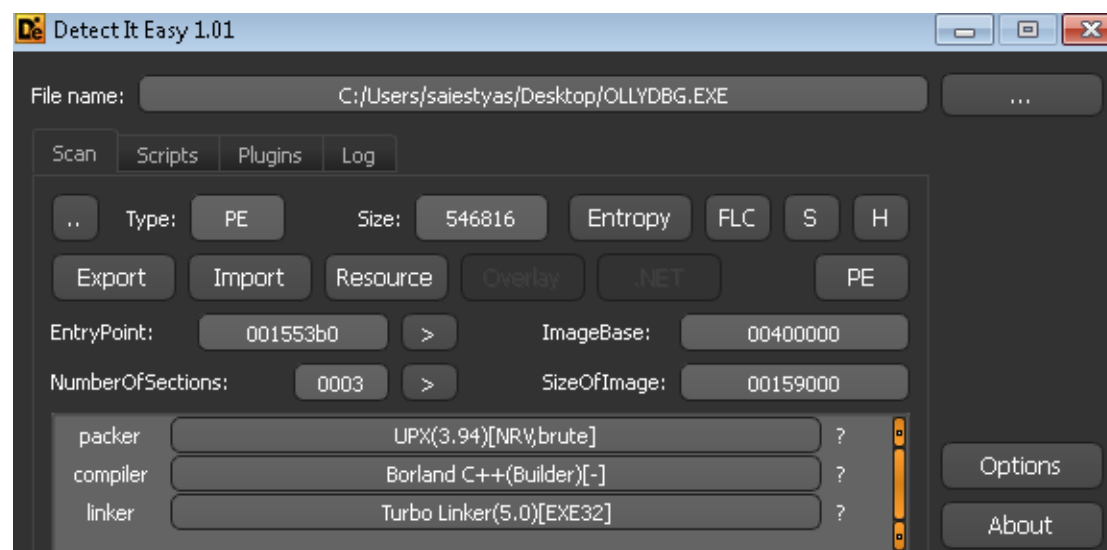 Detect It Easy 1.01
File name: C:/Users/saiestyas/Desktop/OLLYDBG.EXE ...
Scan Scripts Plugins Log
.. Type: PE Size: 546816 Entropy FLC S H
Export Import Resource Overlay .NET PE
EntryPoint: 001553b0 > ImageBase: 00400000
NumberOfSections: 0003 > SizeOfImage: 00159000
packer UPX(3.94)[NRV,brute] ?
compiler Borland C++(Builder)[-] ?
Options
linker Turbo Linker(5.0)[EXE32] ?
About